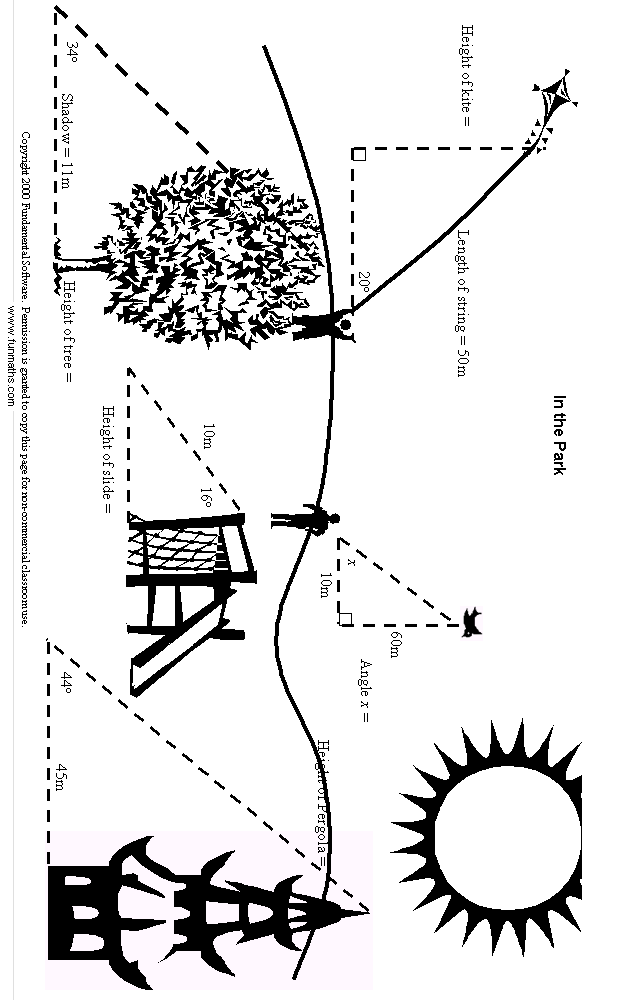 In the Park
Height of kite =
Length of string = 50m
20°
60m
10m
x
Angle x =
34°
Shadow = 11m
Height of tree =
10m
16°
Height of slide =
Height of Pergola =
44°
45m
Copyright 2000 Fundamental Software Permission is granted to copy this page for non-commercial classroom use.
www.funmaths.com